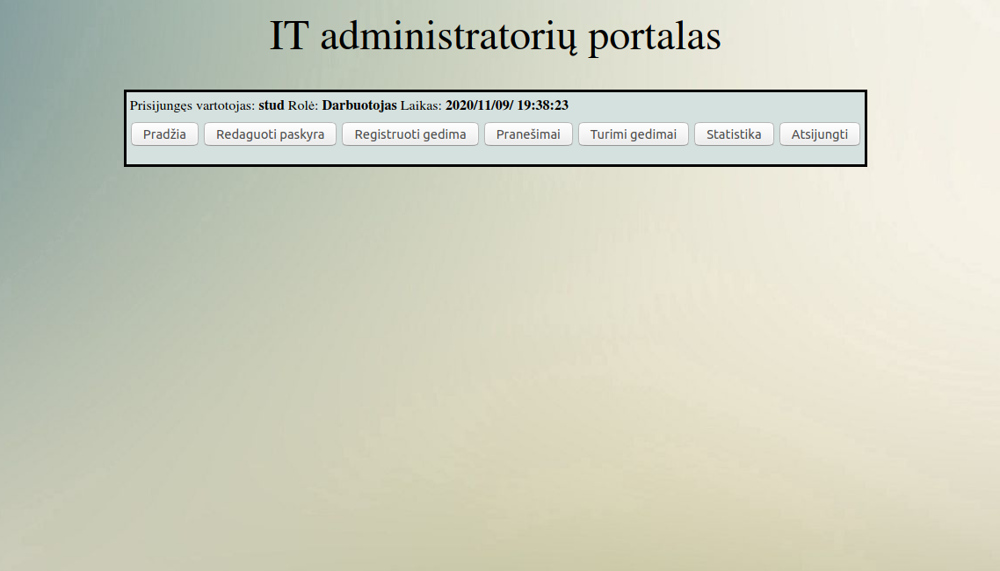 IT administratorių portalas
Prisijungęs vartotojas: stud Rolė: Darbuotojas Laikas: 2020/11/09/ 19:38:23
Pradžia Redaguoti paskyra Registruoti gedima Pranešimai Turimi gedimai Statistika Atsijungti